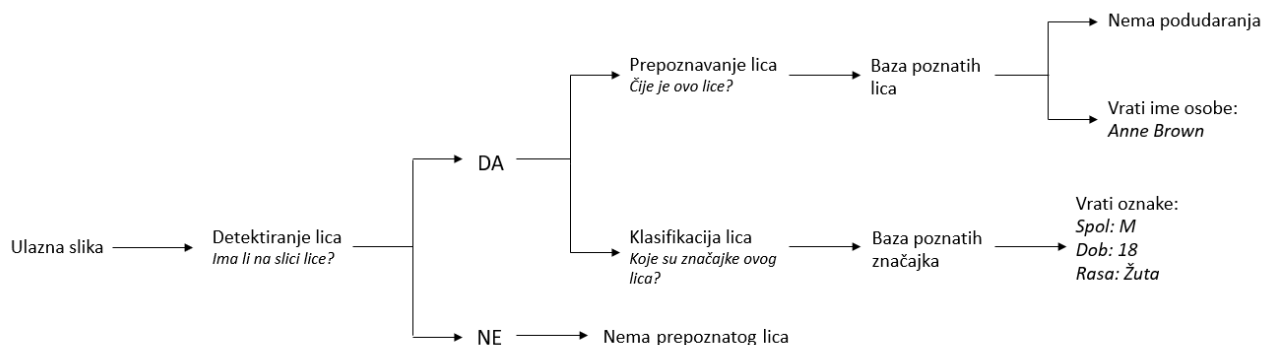 Ulazna slika
Detektiranje lica
Ima li na slici lice?
DA
NE
Prepoznavanje lica
Čije je ovo lice?
Baza poznatih
lica
Nema podudaranja
Vrati ime osobe:
Anne Brown
Klasifikacija lica
Koje su značajke ovog
lica?
Baza poznatih
značajka
Vrati oznake:
Spol: M
Dob: 18
Rasa: Žuta
Nema prepoznatog lica